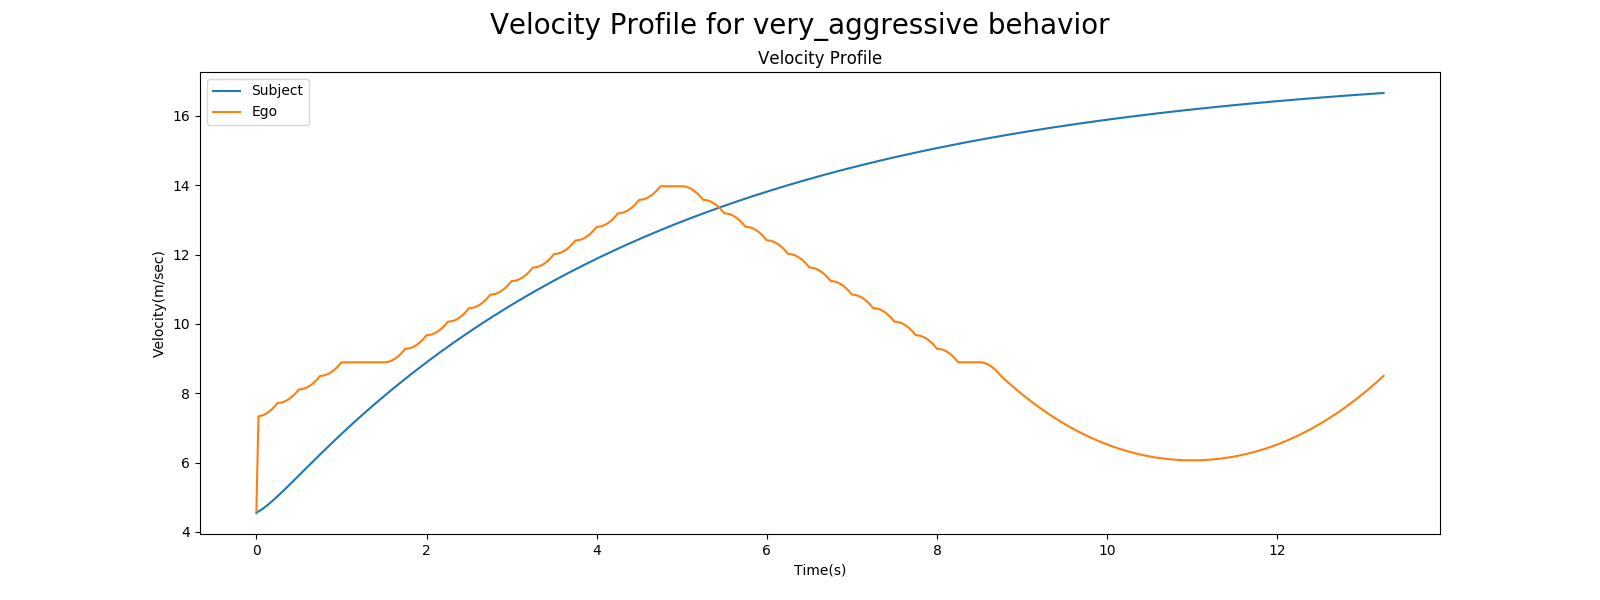 Velocity Profile for very_aggressive behavior
Velocity Profile
Subject
Ego
Velocity(m/sec)
16
14
12
10
8
6
4
0 2 4 6 8 10 12
Time(s)